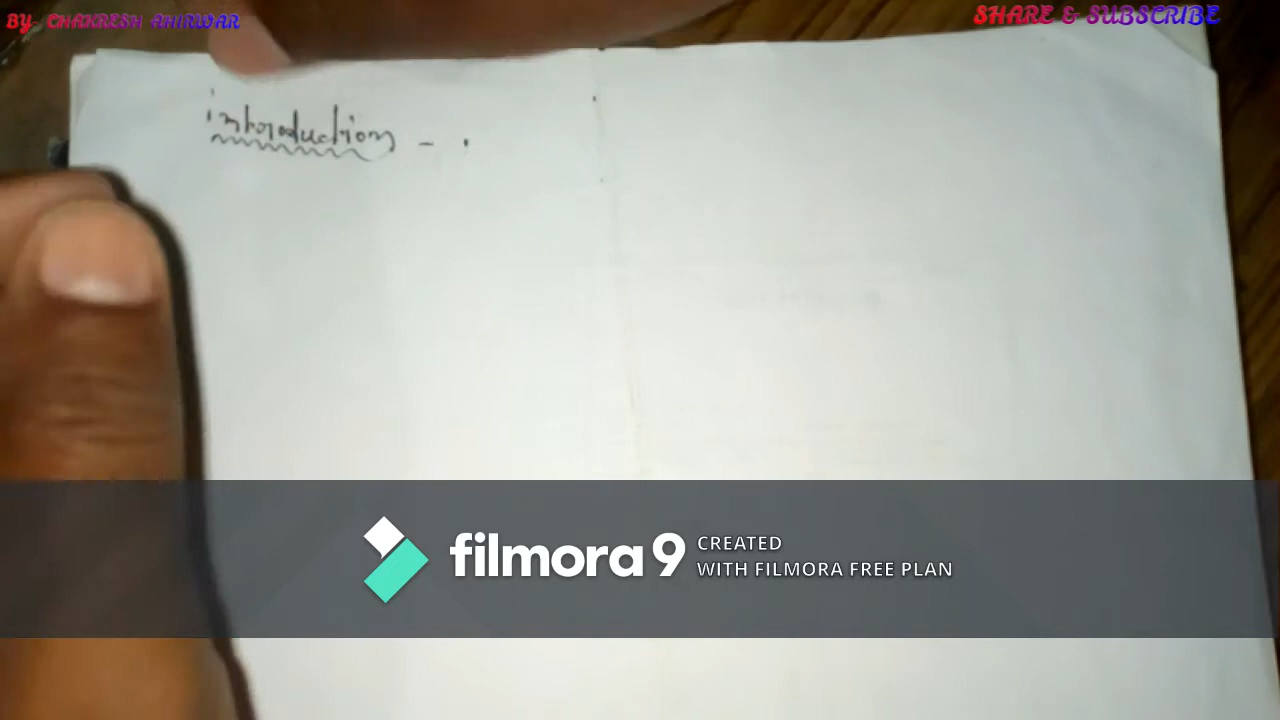 BY CHAKRESH AHIRWAR
SHARE & SUBSCRIBE
introduction - .
filmora 9
CREATED
WITH FILMORA FREE PLAN